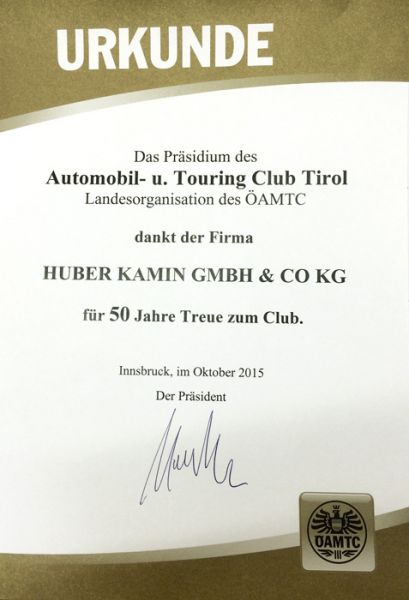 URKUNDE
Das Präsidium des
Automobil- u. Touring Club Tirol
Landesorganisation des ÖAMTC
dankt der Firma
HUBER KAMIN GMBH & CO KG
für 50 Jahre Treue zum Club.
Innsbruck, im Oktober 2015
Der Präsident
ÖAMTC